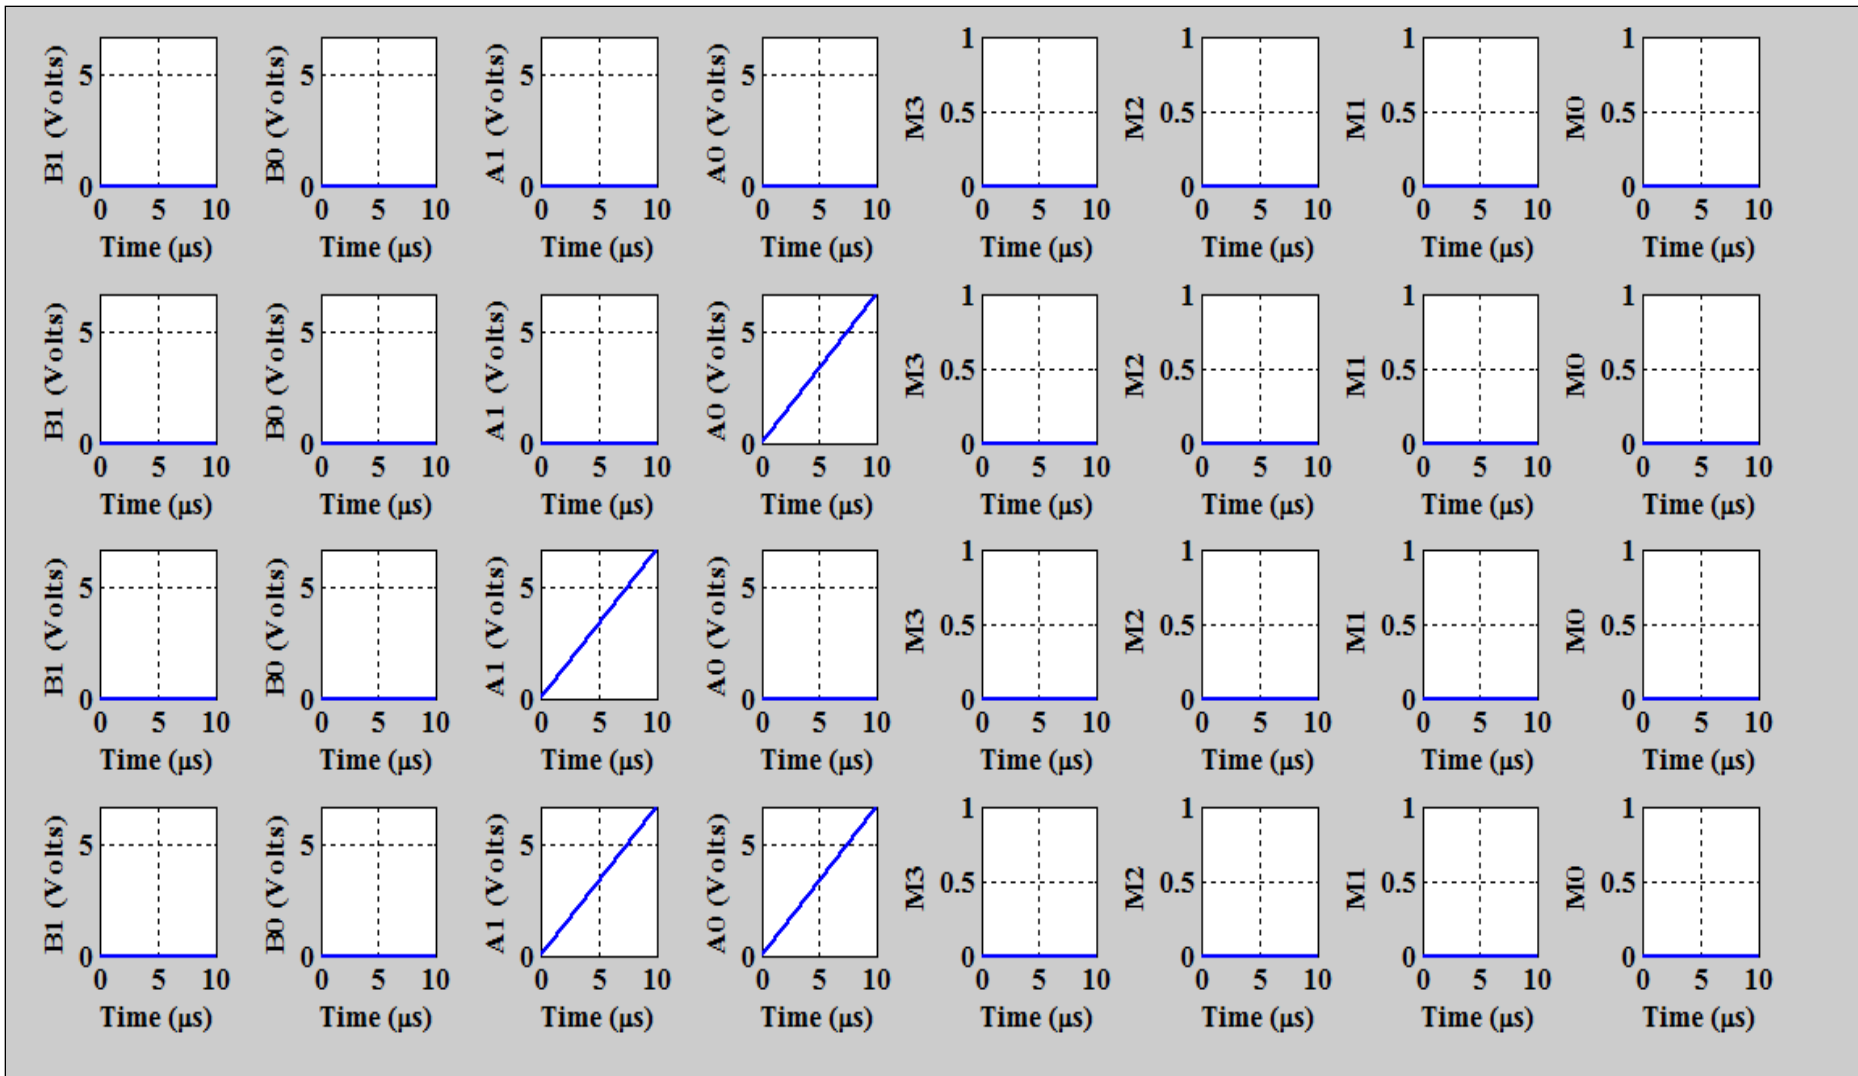 B1 (Volts) 5 0 0 5 10 Time (μs)
B0 (Volts) 5 0 0 5 10 Time (μs)
A1 (Volts) 5 0 0 5 10 Time (μs)
A0 (Volts) 5 0 0 5 10 Time (μs)
M3 1 0.5 0 0 5 10 Time (μs)
M2 1 0.5 0 0 5 10 Time (μs)
M1 1 0.5 0 0 5 10 Time (μs)
M0 1 0.5 0 0 5 10 Time (μs)
B1 (Volts) 5 0 0 5 10 Time (μs)
B0 (Volts) 5 0 0 5 10 Time (μs)
A1 (Volts) 5 0 0 5 10 Time (μs)
A0 (Volts) 5 0 0 5 10 Time (μs)
M3 1 0.5 0 0 5 10 Time (μs)
M2 1 0.5 0 0 5 10 Time (μs)
M1 1 0.5 0 0 5 10 Time (μs)
M0 1 0.5 0 0 5 10 Time (μs)
B1 (Volts) 5 0 0 5 10 Time (μs)
B0 (Volts) 5 0 0 5 10 Time (μs)
A1 (Volts) 5 0 0 5 10 Time (μs)
A0 (Volts) 5 0 0 5 10 Time (μs)
M3 1 0.5 0 0 5 10 Time (μs)
M2 1 0.5 0 0 5 10 Time (μs)
M1 1 0.5 0 0 5 10 Time (μs)
M0 1 0.5 0 0 5 10 Time (μs)
B1 (Volts) 5 0 0 5 10 Time (μs)
B0 (Volts) 5 0 0 5 10 Time (μs)
A1 (Volts) 5 0 0 5 10 Time (μs)
A0 (Volts) 5 0 0 5 10 Time (μs)
M3 1 0.5 0 0 5 10 Time (μs)
M2 1 0.5 0 0 5 10 Time (μs)
M1 1 0.5 0 0 5 10 Time (μs)
M0 1 0.5 0 0 5 10 Time (μs)